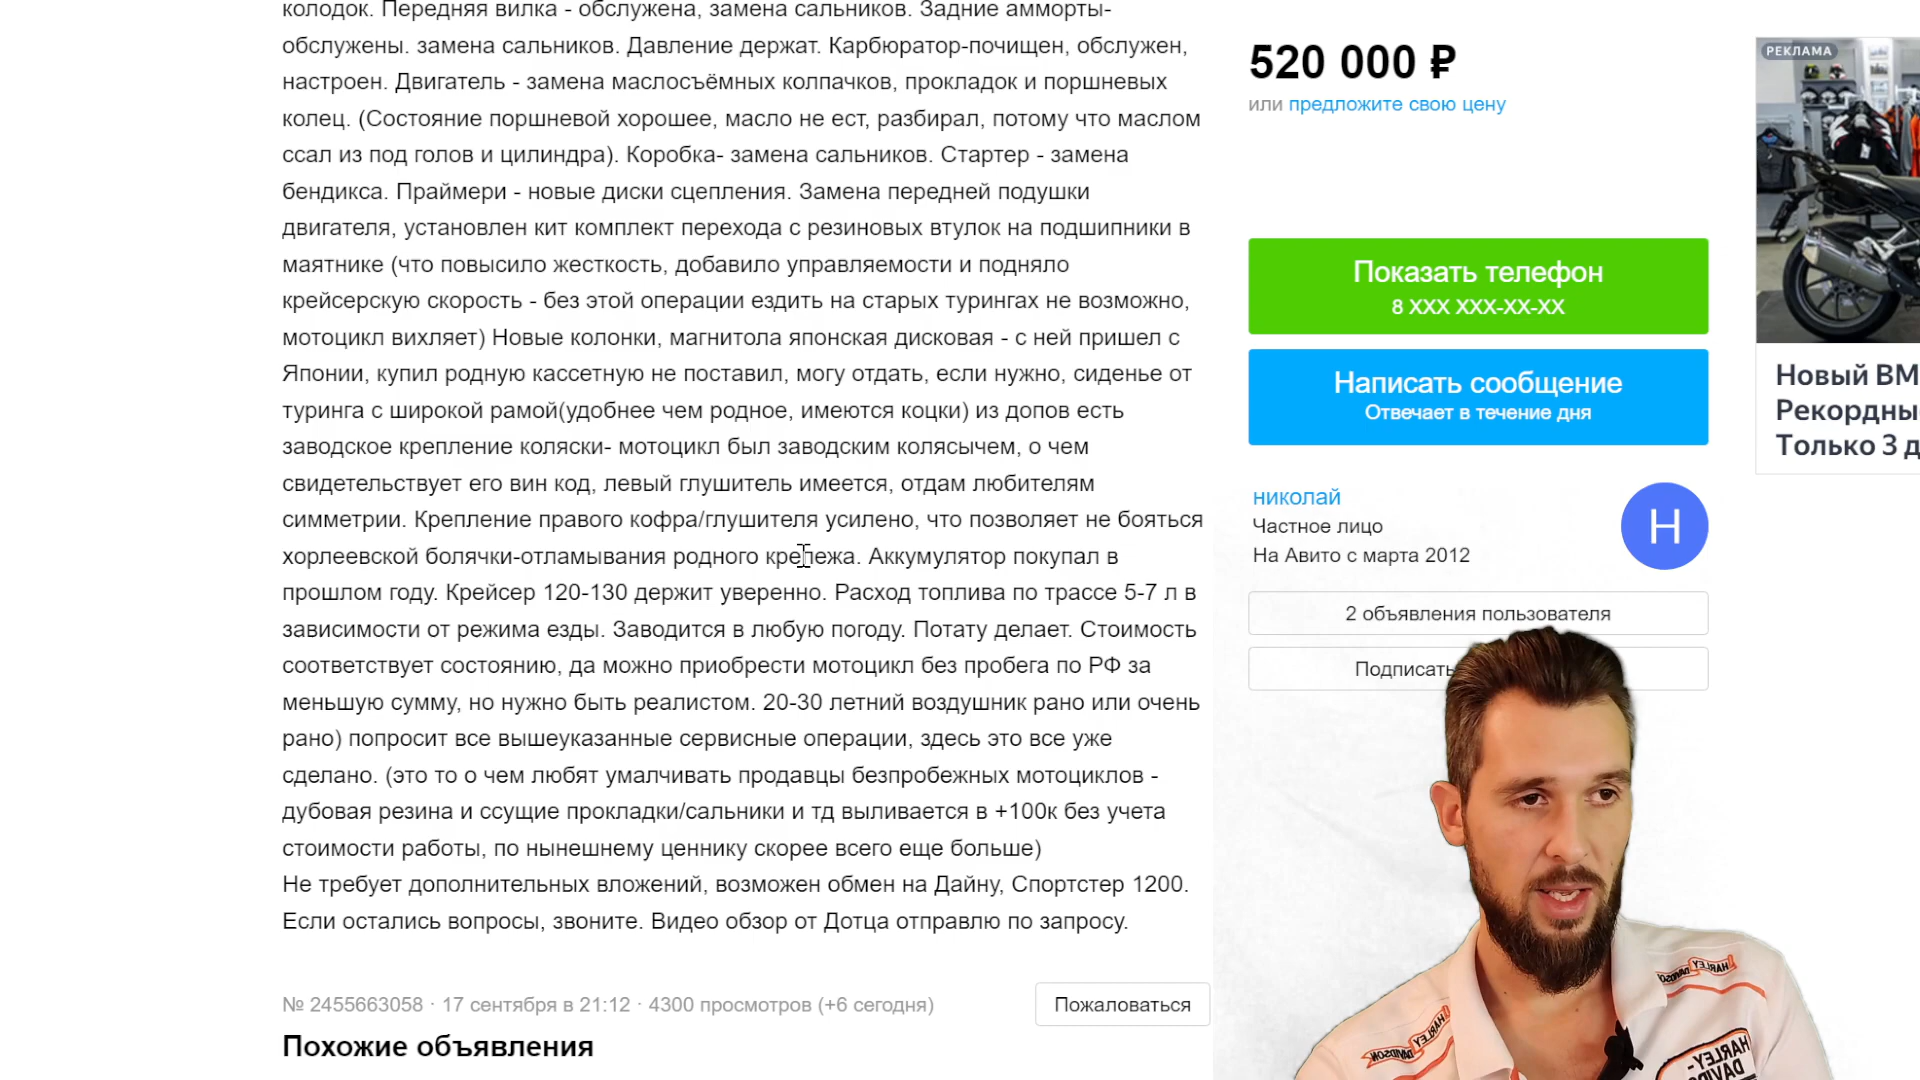 колодок. Передняя вилка - обслужена, замена сальников. Задние амморты-
обслужены. замена сальников. Давление держат. Карбюратор-почищен, обслужен,
настроен. Двигатель - замена маслосъёмных колпачков, прокладок и поршневых
колец. (Состояние поршневой хорошее, масло не ест, разбирал, потому что маслом
ссал из под голов и цилиндра). Коробка- замена сальников. Стартер - замена
бендикса. Праймери - новые диски сцепления. Замена передней подушки
двигателя, установлен кит комплект перехода с резиновых втулок на подшипники в
маятнике (что повысило жесткость, добавило управляемости и подняло
крейсерскую скорость - без этой операции ездить на старых турингах не возможно,
мотоцикл вихляет) Новые колонки, магнитола японская дисковая - с ней пришел с
Японии, купил родную кассетную не поставил, могу отдать, если нужно, сиденье от
туринга с широкой рамой(удобнее чем родное, имеются коцки) из допов есть
заводское крепление коляски- мотоцикл был заводским колясычем, о чем
свидетельствует его вин код, левый глушитель имеется, отдам любителям
симметрии. Крепление правого кофра/глушителя усилено, что позволяет не бояться
хорлеевской болячки-отламывания родного крепежа. Аккумулятор покупал в
прошлом году. Крейсер 120-130 держит уверенно. Расход топлива по трассе 5-7 л в
зависимости от режима езды. Заводится в любую погоду. Потату делает. Стоимость
соответствует состоянию, да можно приобрести мотоцикл без пробега по РФ за
меньшую сумму, но нужно быть реалистом. 20-30 летний воздушник рано или очень
рано) попросит все вышеуказанные сервисные операции, здесь это все уже
сделано. (это то о чем любят умалчивать продавцы безпробежных мотоциклов -
дубовая резина и ссущие прокладки/сальники и тд выливается в +100к без учета
стоимости работы, по нынешнему ценнику скорее всего еще больше)
Не требует дополнительных вложений, возможен обмен на Дайну, Спортстер 1200.
Если остались вопросы, звоните. Видео обзор от Дотца отправлю по запросу.
№ 2455663058 · 17 сентября в 21:12 · 4300 просмотров (+6 сегодня)
Пожаловаться
Похожие объявления
520 000 ₽
или предложите свою цену
Показать телефон
8 XXX XXX-XX-XX
Написать сообщение
Отвечает в течение дня
николай
Частное лицо
На Авито с марта 2012
Н
2 объявления пользователя
Подписать
РЕКЛАМА
Новый BM
Рекордны
Только 3 д
HARLEY
DAVIDSON
HARLEY
DAVIDSON
HARLEY-
DAVIDS